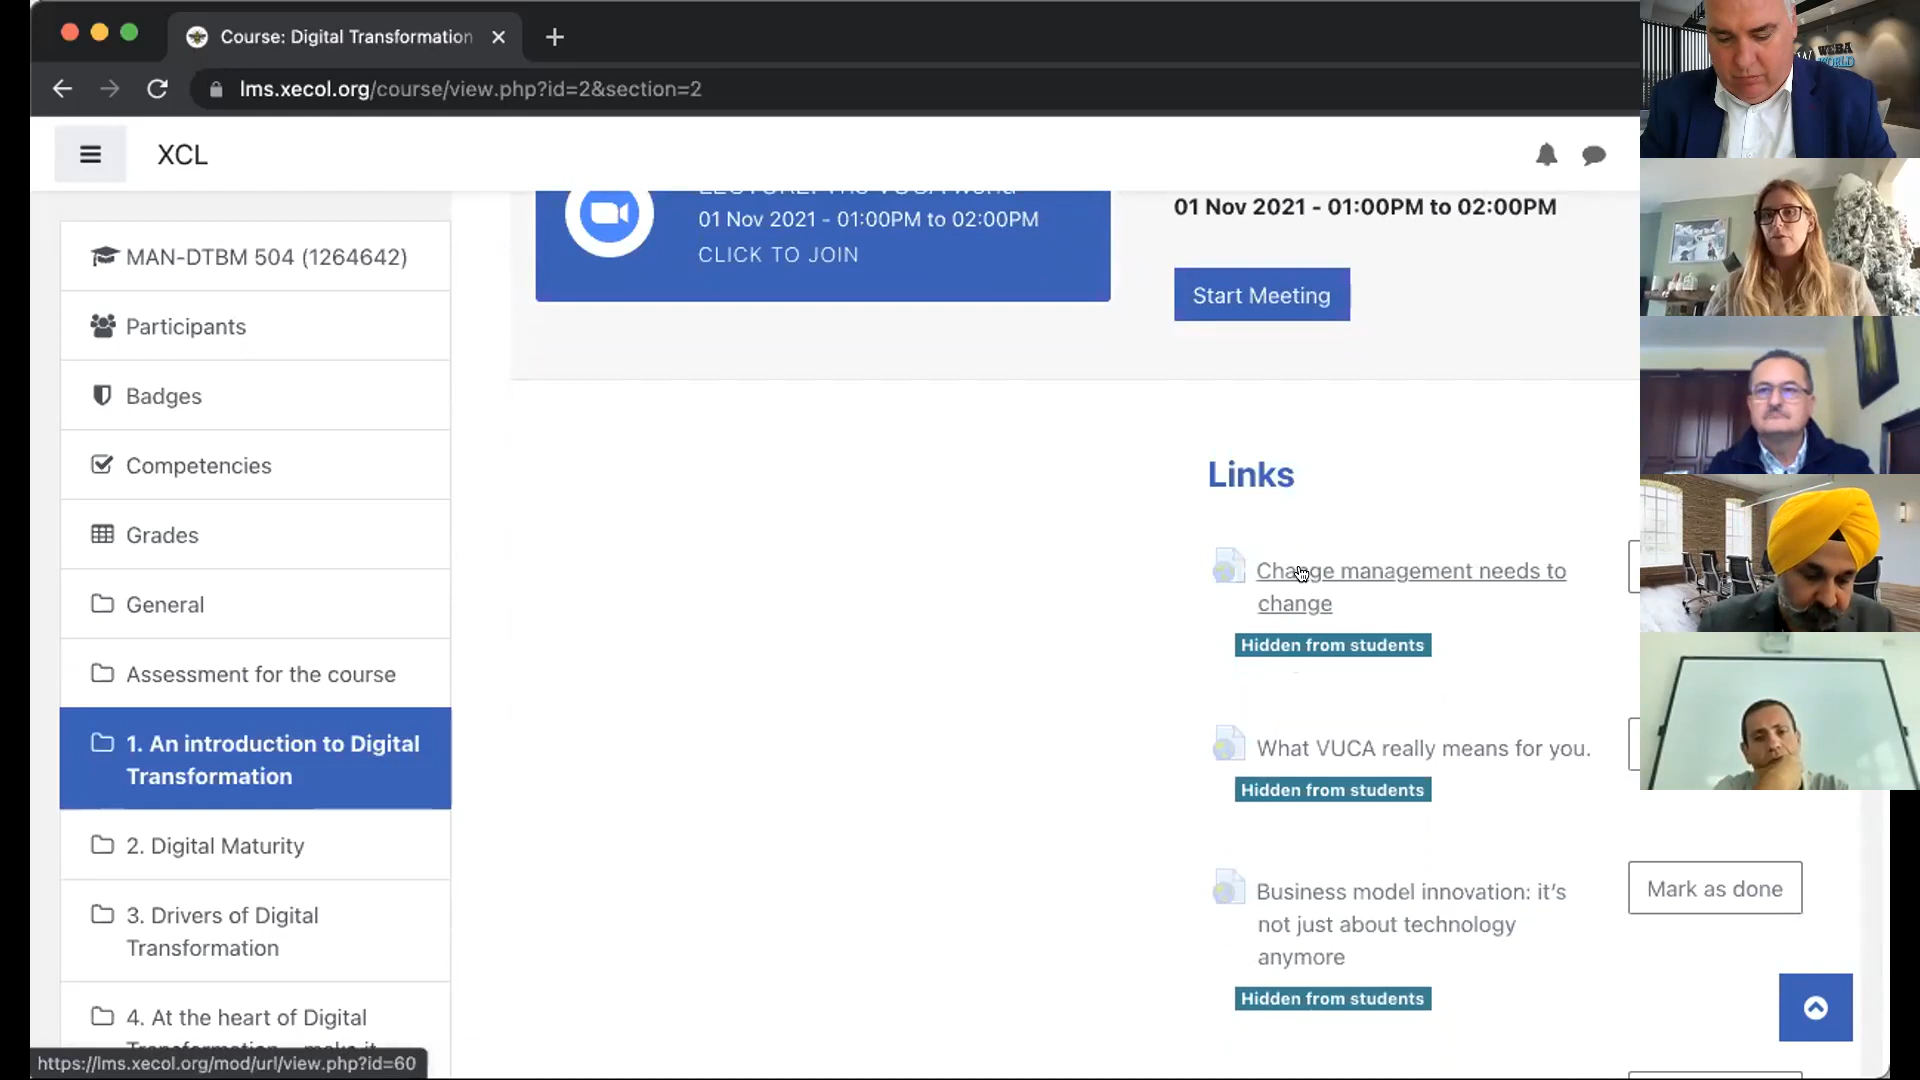 Course: Digital Transformation
lms.xecol.org/course/view.php?id=2&section=2
XCL
WEBA
WORLD
MAN-DTBM 504 (1264642)
Participants
Badges
Competencies
Grades
General
Assessment for the course
1. An introduction to Digital
Transformation
2. Digital Maturity
3. Drivers of Digital
Transformation
4. At the heart of Digital
https://lms.xecol.org/mod/url/view.php?id=60
01 Nov 2021 - 01:00PM to 02:00PM
CLICK TO JOIN
01 Nov 2021 - 01:00PM to 02:00PM
Start Meeting
Links
Change management needs to
change
Hidden from students
What VUCA really means for you.
Hidden from students
Business model innovation: it's
not just about technology
anymore
Hidden from students
Mark as done